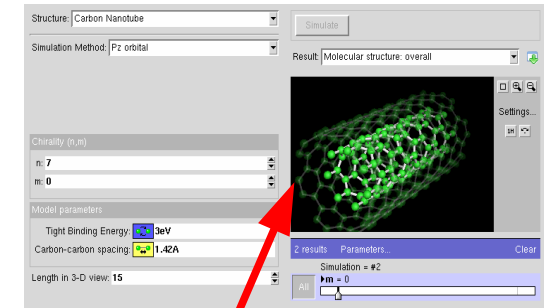 Structure: Carbon Nanotube
Simulation Method: Pz orbital
Chirality (n,m)
n: 7
m: 0
Model parameters
Tight Binding Energy: 3eV
Carbon-carbon spacing: 1.42A
Length in 3-D view: 15
Simulate
Result: Molecular structure: overall
Settings...
2 results Parameters... Clear
Simulation = #2
All
m = 0